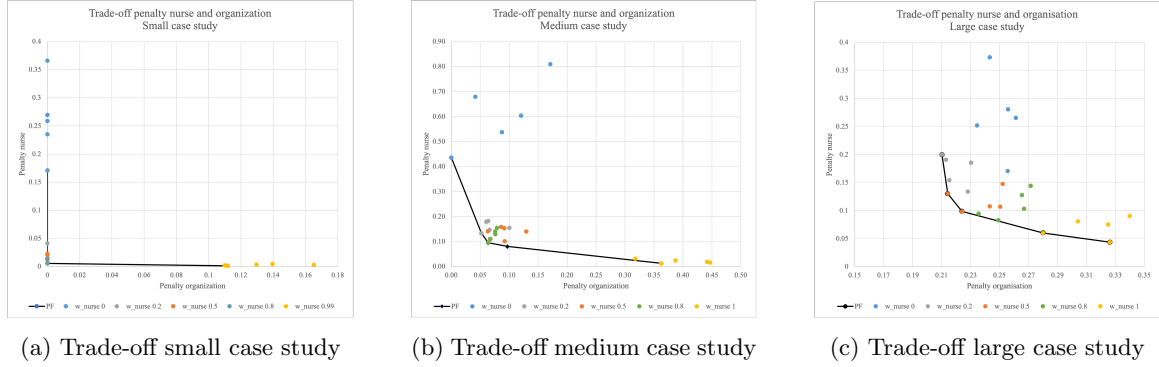 Trade-off penalty nurse and organization
Small case study
0.4
0.35
0.3
0.25
0.2
0.15
0.1
0.05
0
Penalty nurse
0
0.02
0.04
0.06
0.08
0.1
0.12
0.14
0.16
0.18
Penalty organization
PF
w_nurse 0
w_nurse 0.2
w_nurse 0.5
w_nurse 0.8
w_nurse 0.99
(a) Trade-off small case study
Trade-off penalty nurse and organisation
Medium case study
0.90
0.80
0.70
0.60
0.50
0.40
0.30
0.20
0.10
0.00
Penalty nurse
0.00
0.05
0.10
0.15
0.20
0.25
0.30
0.35
0.40
0.45
0.50
Penalty organization
PF
w_nurse 0
w_nurse 0.2
w_nurse 0.5
w_nurse 0.8
w_nurse 1
(b) Trade-off medium case study
Trade-off penalty nurse and organisation
Large case study
0.4
0.35
0.3
0.25
0.2
0.15
0.1
0.05
0
Penalty nurse
0.15
0.17
0.19
0.21
0.23
0.25
0.27
0.29
0.31
0.33
0.35
Penalty organisation
PF
w_nurse 0
w_nurse 0.2
w_nurse 0.5
w_nurse 0.8
w_nurse 1
(c) Trade-off large case study